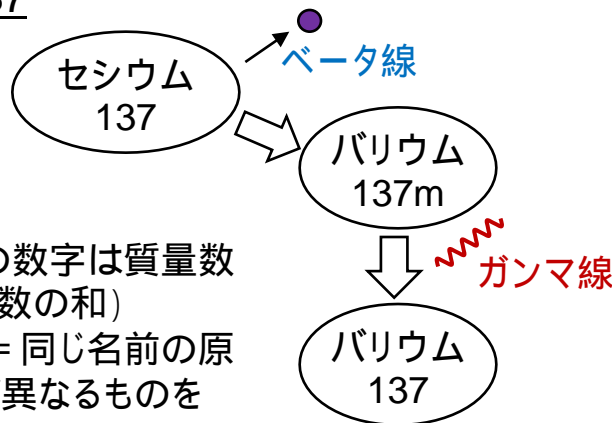 37
セシウム
137
ベータ線
バリウム
137m
ガンマ線
バリウム
137
の数字は質量数
数の和)
= 同じ名前の原
異なるものを